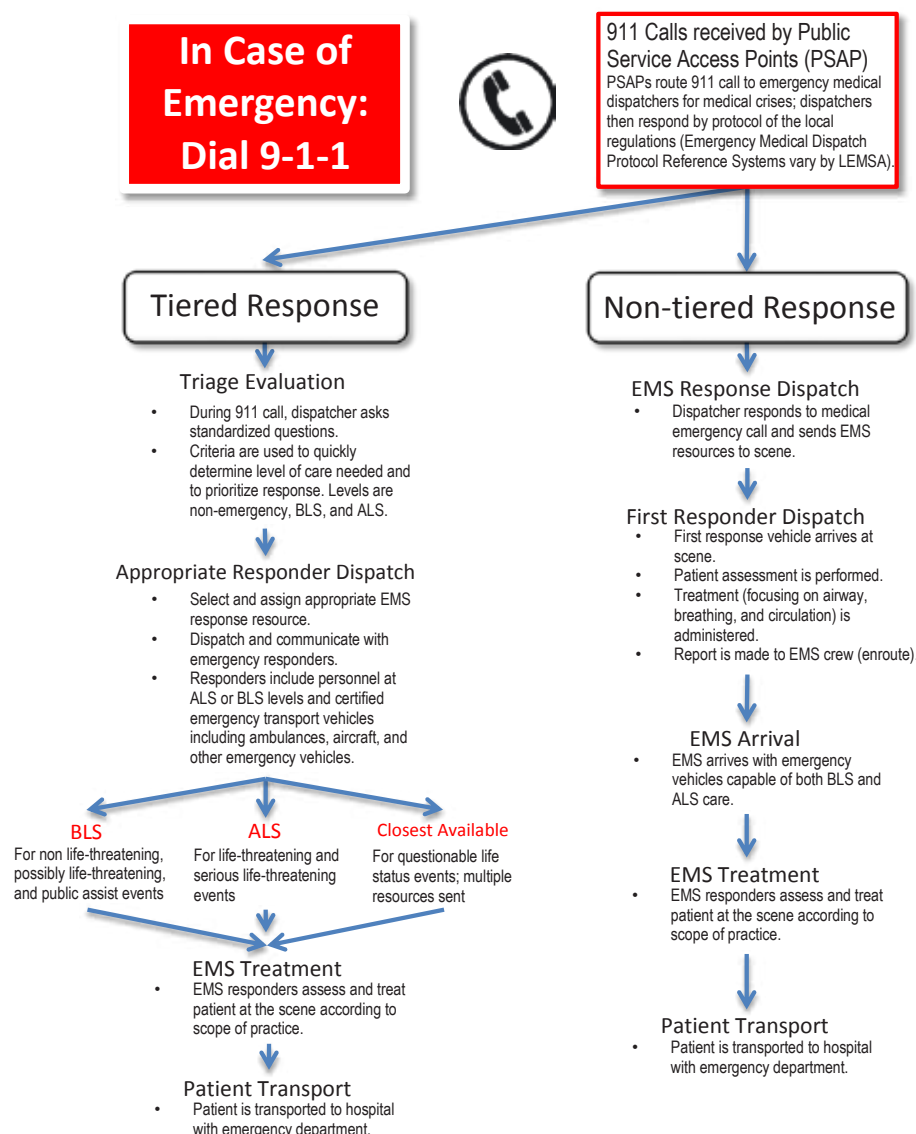 In Case of
Emergency:
Dial 9-1-1
911 Calls received by Public
Service Access Points (PSAP)
PSAPs route 911 call to emergency medical
dispatchers for medical crises; dispatchers
then respond by protocol of the local
regulations (Emergency Medical Dispatch
Protocol Reference Systems vary by LEMSA).
Tiered Response
Triage Evaluation
• During 911 call, dispatcher asks
standardized questions.
• Criteria are used to quickly
determine level of care needed and
to prioritize response. Levels are
non-emergency, BLS, and ALS.
Appropriate Responder Dispatch
• Select and assign appropriate EMS
response resource.
• Dispatch and communicate with
emergency responders.
• Responders include personnel at
ALS or BLS levels and certified
emergency transport vehicles
including ambulances, aircraft, and
other emergency vehicles.
BLS
For non life-threatening,
possibly life-threatening,
and public assist events
ALS
For life-threatening and
serious life-threatening
events
Closest Available
For questionable life
status events; multiple
resources sent
EMS Treatment
• EMS responders assess and treat
patient at the scene according to
scope of practice.
Patient Transport
• Patient is transported to hospital
with emergency department.
Non-tiered Response
EMS Response Dispatch
• Dispatcher responds to medical
emergency call and sends EMS
resources to scene.
First Responder Dispatch
• First response vehicle arrives at
scene.
• Patient assessment is performed.
• Treatment (focusing on airway,
breathing, and circulation) is
administered.
• Report is made to EMS crew (enroute)
EMS Arrival
• EMS arrives with emergency
vehicles capable of both BLS and
ALS care.
EMS Treatment
• EMS responders assess and treat
patient at the scene according to
scope of practice.
Patient Transport
• Patient is transported to hospital
with emergency department.